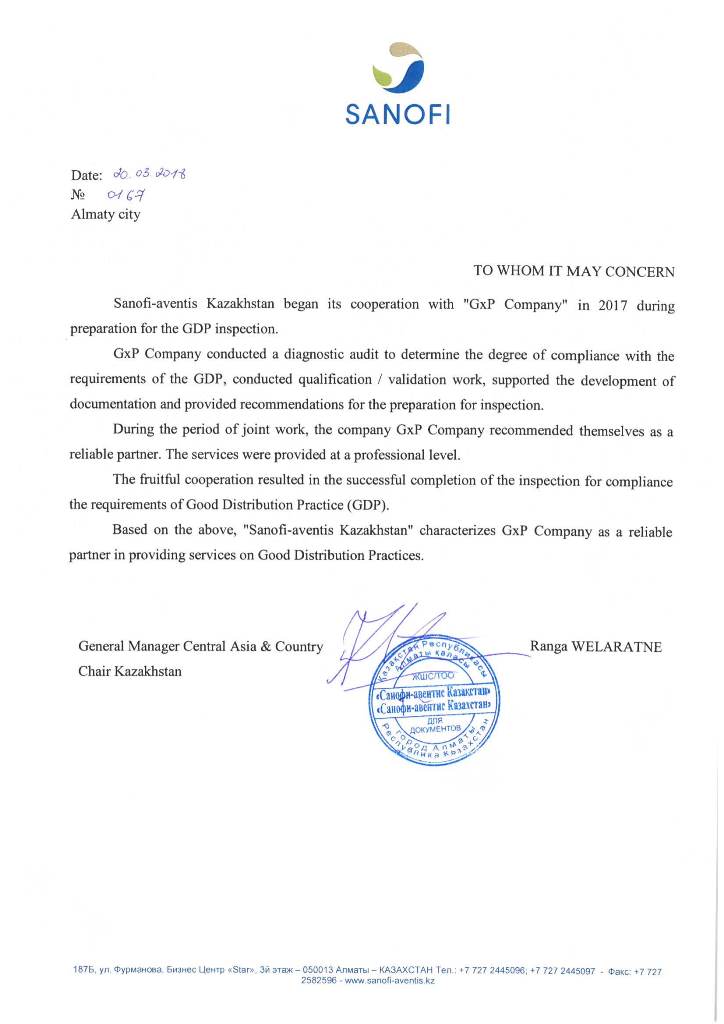 SANOFI
Date: 20.03.2018
№ 0167
Almaty city
TO WHOM IT MAY CONCERN
Sanofi-aventis Kazakhstan began its cooperation with "GxP Company" in 2017 during
preparation for the GDP inspection.
GxP Company conducted a diagnostic audit to determine the degree of compliance with the
requirements of the GDP, conducted qualification / validation work, supported the development of
documentation and provided recommendations for the preparation for inspection.
During the period of joint work, the company GxP Company recommended themselves as a
reliable partner. The services were provided at a professional level.
The fruitful cooperation resulted in the successful completion of the inspection for compliance
the requirements of Good Distribution Practice (GDP).
Based on the above, "Sanofi-aventis Kazakhstan" characterizes GxP Company as a reliable
partner in providing services on Good Distribution Practices.
General Manager Central Asia & Country
Chair Kazakhstan
Ranga WELARATNE
Қазақстан Республикасы
Алматы қаласы
ЖШС/ТОО
«Санофи-авентис Казакстан»
«Санофи-авентис Казахстан»
ДЛЯ
ДОКУМЕНТОВ
город Алматы
Республика Казахстан
187Б, ул. Фурманова. Бизнес Центр «Star», 3й этаж – 050013 Алматы – КАЗАХСТАН Тел.: +7 727 2445096; +7 727 2445097 - Факс: +7 727
2582596 - www.sanofi-aventis.kz